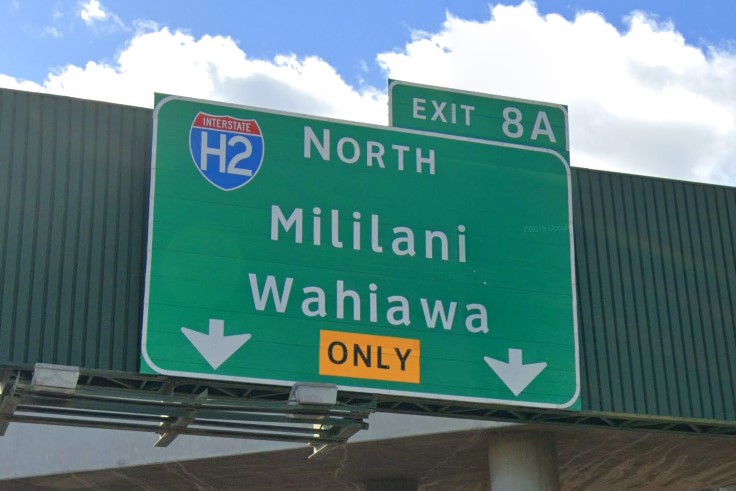 EXIT 8A
INTERSTATE
H2
NORTH
Mililani
Wahiawa
ONLY